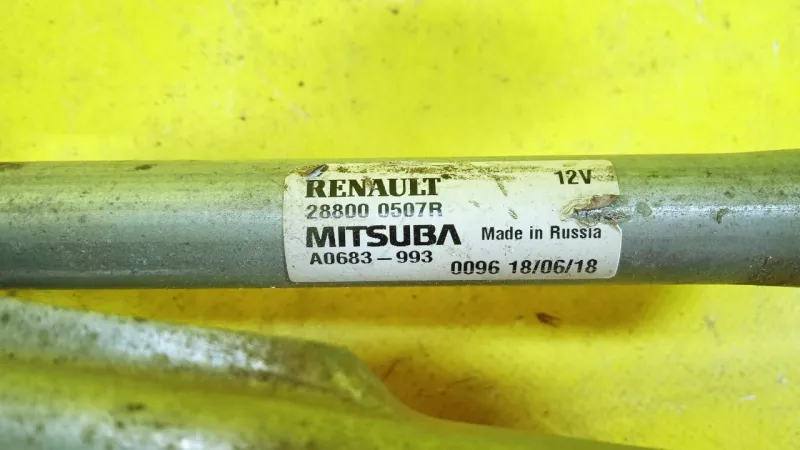 RENAULT 12V
28800 0507R
MITSUBA Made in Russia
A0683-993 0096 18/06/18